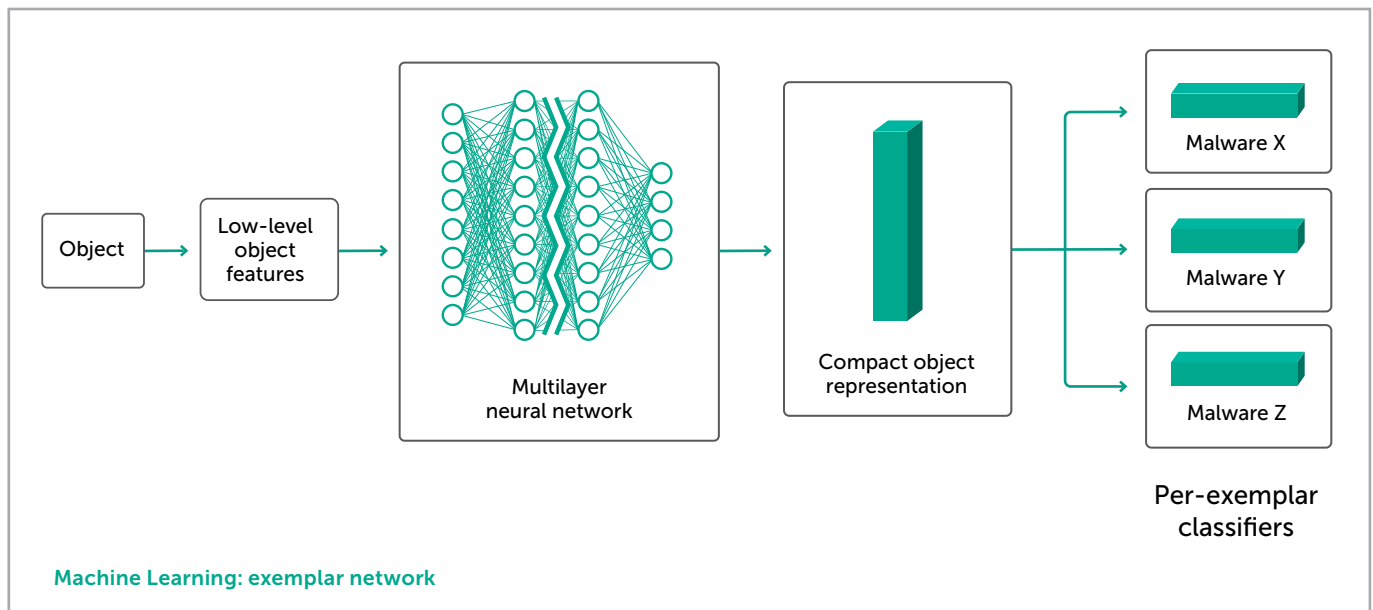 Object
Low-level
object
features
Multilayer
neural network
Compact object
representation
Malware X
Malware Y
Malware Z
Per-exemplar
classifiers
Machine Learning: exemplar network